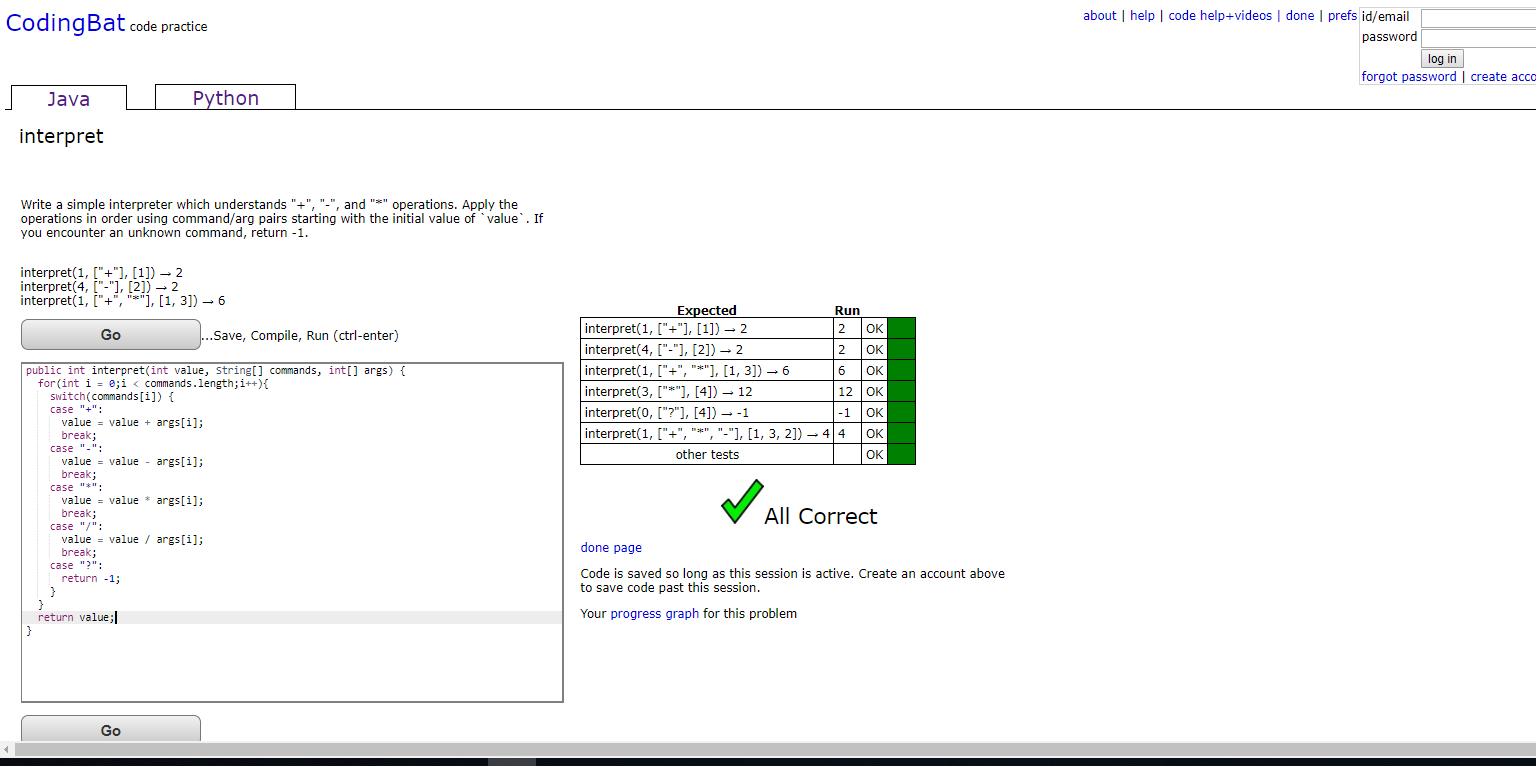 CodingBat code practice
about | help | code help+videos | done | prefs
id/email
password
log in
forgot password | create acco
Java
Python
interpret
Write a simple interpreter which understands "+", "-", and "*" operations. Apply the
operations in order using command/arg pairs starting with the initial value of `value`. If
you encounter an unknown command, return -1.
interpret(1, ["+"], [1]) → 2
interpret(4, ["-"], [2]) → 2
interpret(1, ["+", "*"], [1, 3]) → 6
Go
...Save, Compile, Run (ctrl-enter)
public int interpret(int value, String[] commands, int[] args) {
for(int i = 0;i < commands.length;i++){
switch(commands[i]) {
case "+":
value = value + args[i];
break;
case "-":
value = value - args[i];
break;
case "*":
value = value * args[i];
break;
case "/":
value = value / args[i];
break;
case "?":
return -1;
}
}
return value;
}
Go
Expected Run
interpret(1, ["+"], [1]) → 2 2 OK
interpret(4, ["-"], [2]) → 2 2 OK
interpret(1, ["+", "*"], [1, 3]) → 6 6 OK
interpret(3, ["*"], [4]) → 12 12 OK
interpret(0, ["?"], [4]) → -1 -1 OK
interpret(1, ["+", "*", "-"], [1, 3, 2]) → 4 4 OK
other tests OK
All Correct
done page
Code is saved so long as this session is active. Create an account above
to save code past this session.
Your progress graph for this problem